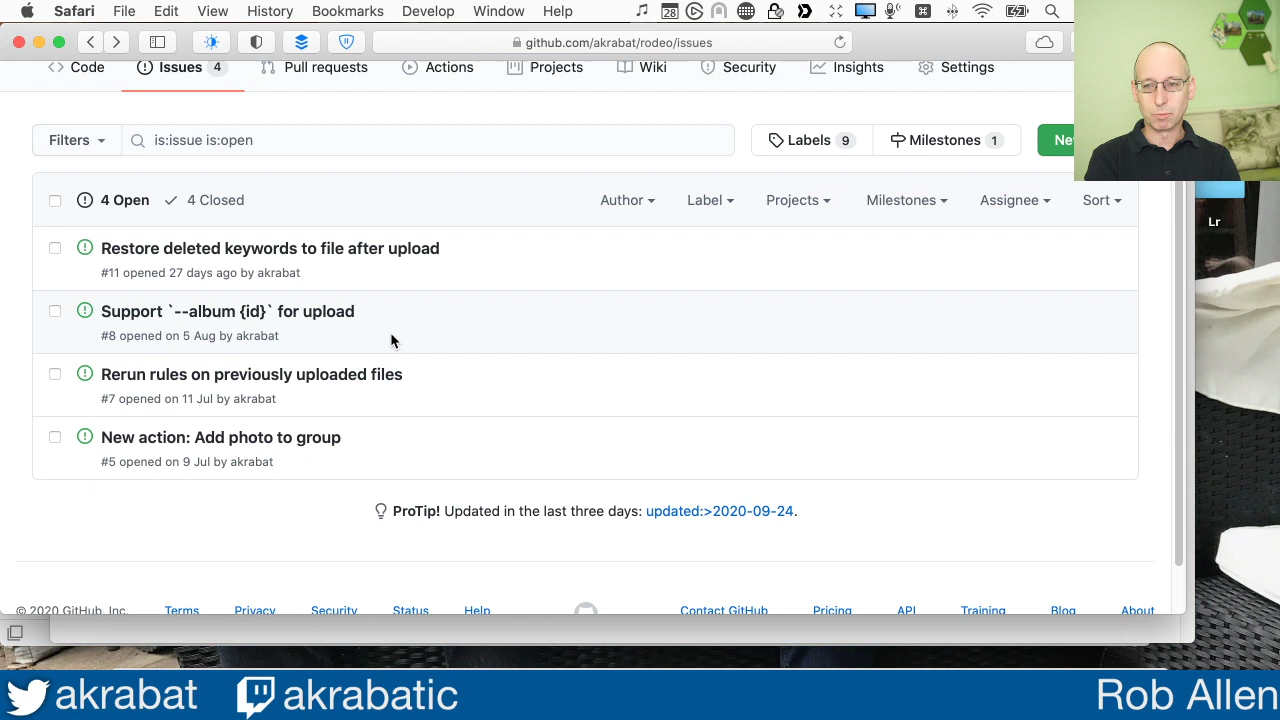 Safari File Edit View History Bookmarks Develop Window Help 28
github.com/akrabat/rodeo/issues
Code Issues 4 Pull requests Actions Projects Wiki Security Insights Settings
Filters is:issue is:open Labels 9 Milestones 1 Ne
4 Open 4 Closed Author Label Projects Milestones Assignee Sort
Restore deleted keywords to file after upload
#11 opened 27 days ago by akrabat
Support `--album {id}` for upload
#8 opened on 5 Aug by akrabat
Rerun rules on previously uploaded files
#7 opened on 11 Jul by akrabat
New action: Add photo to group
#5 opened on 9 Jul by akrabat
ProTip! Updated in the last three days: updated:>2020-09-24.
© 2020 GitHub, Inc. Terms Privacy Security Status Help Contact GitHub Pricing API Training Blog About
Lr
akrabat akrabatic Rob Allen